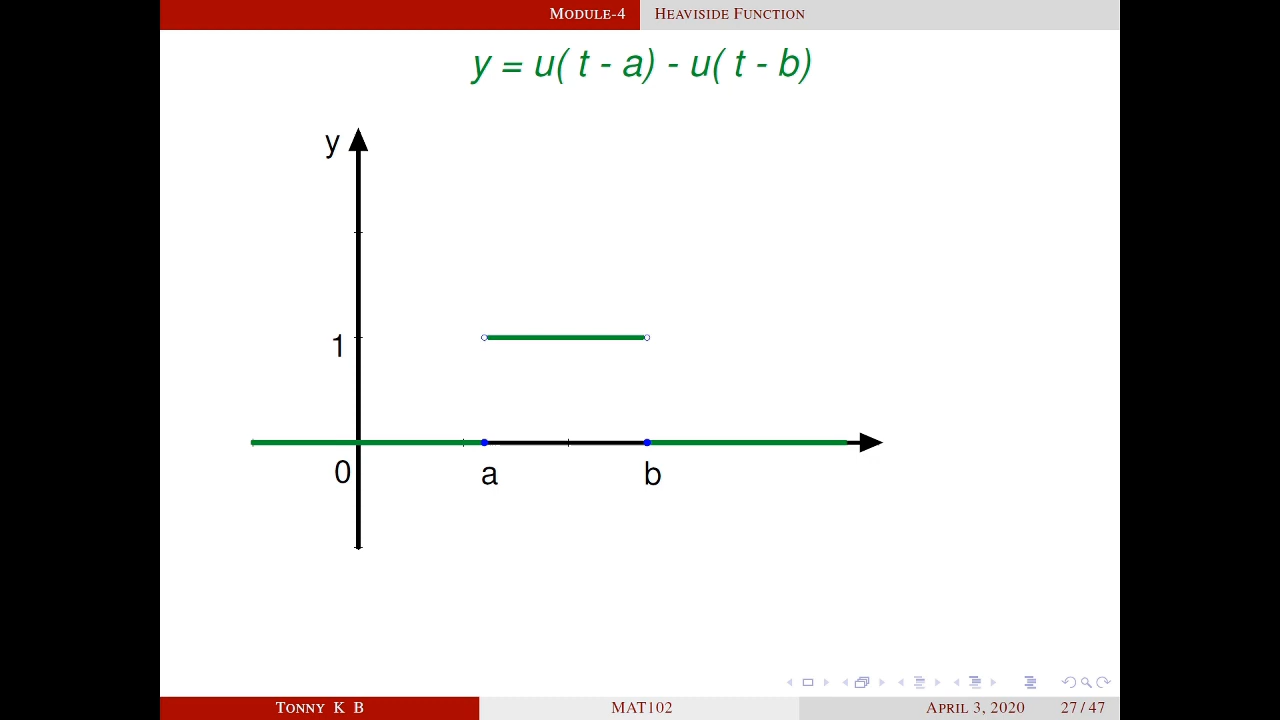 MODULE-4 HEAVISIDE FUNCTION
y = u( t - a) - u( t - b)
y
1
0 a b
TONNY K B MAT102 APRIL 3, 2020 27 / 47